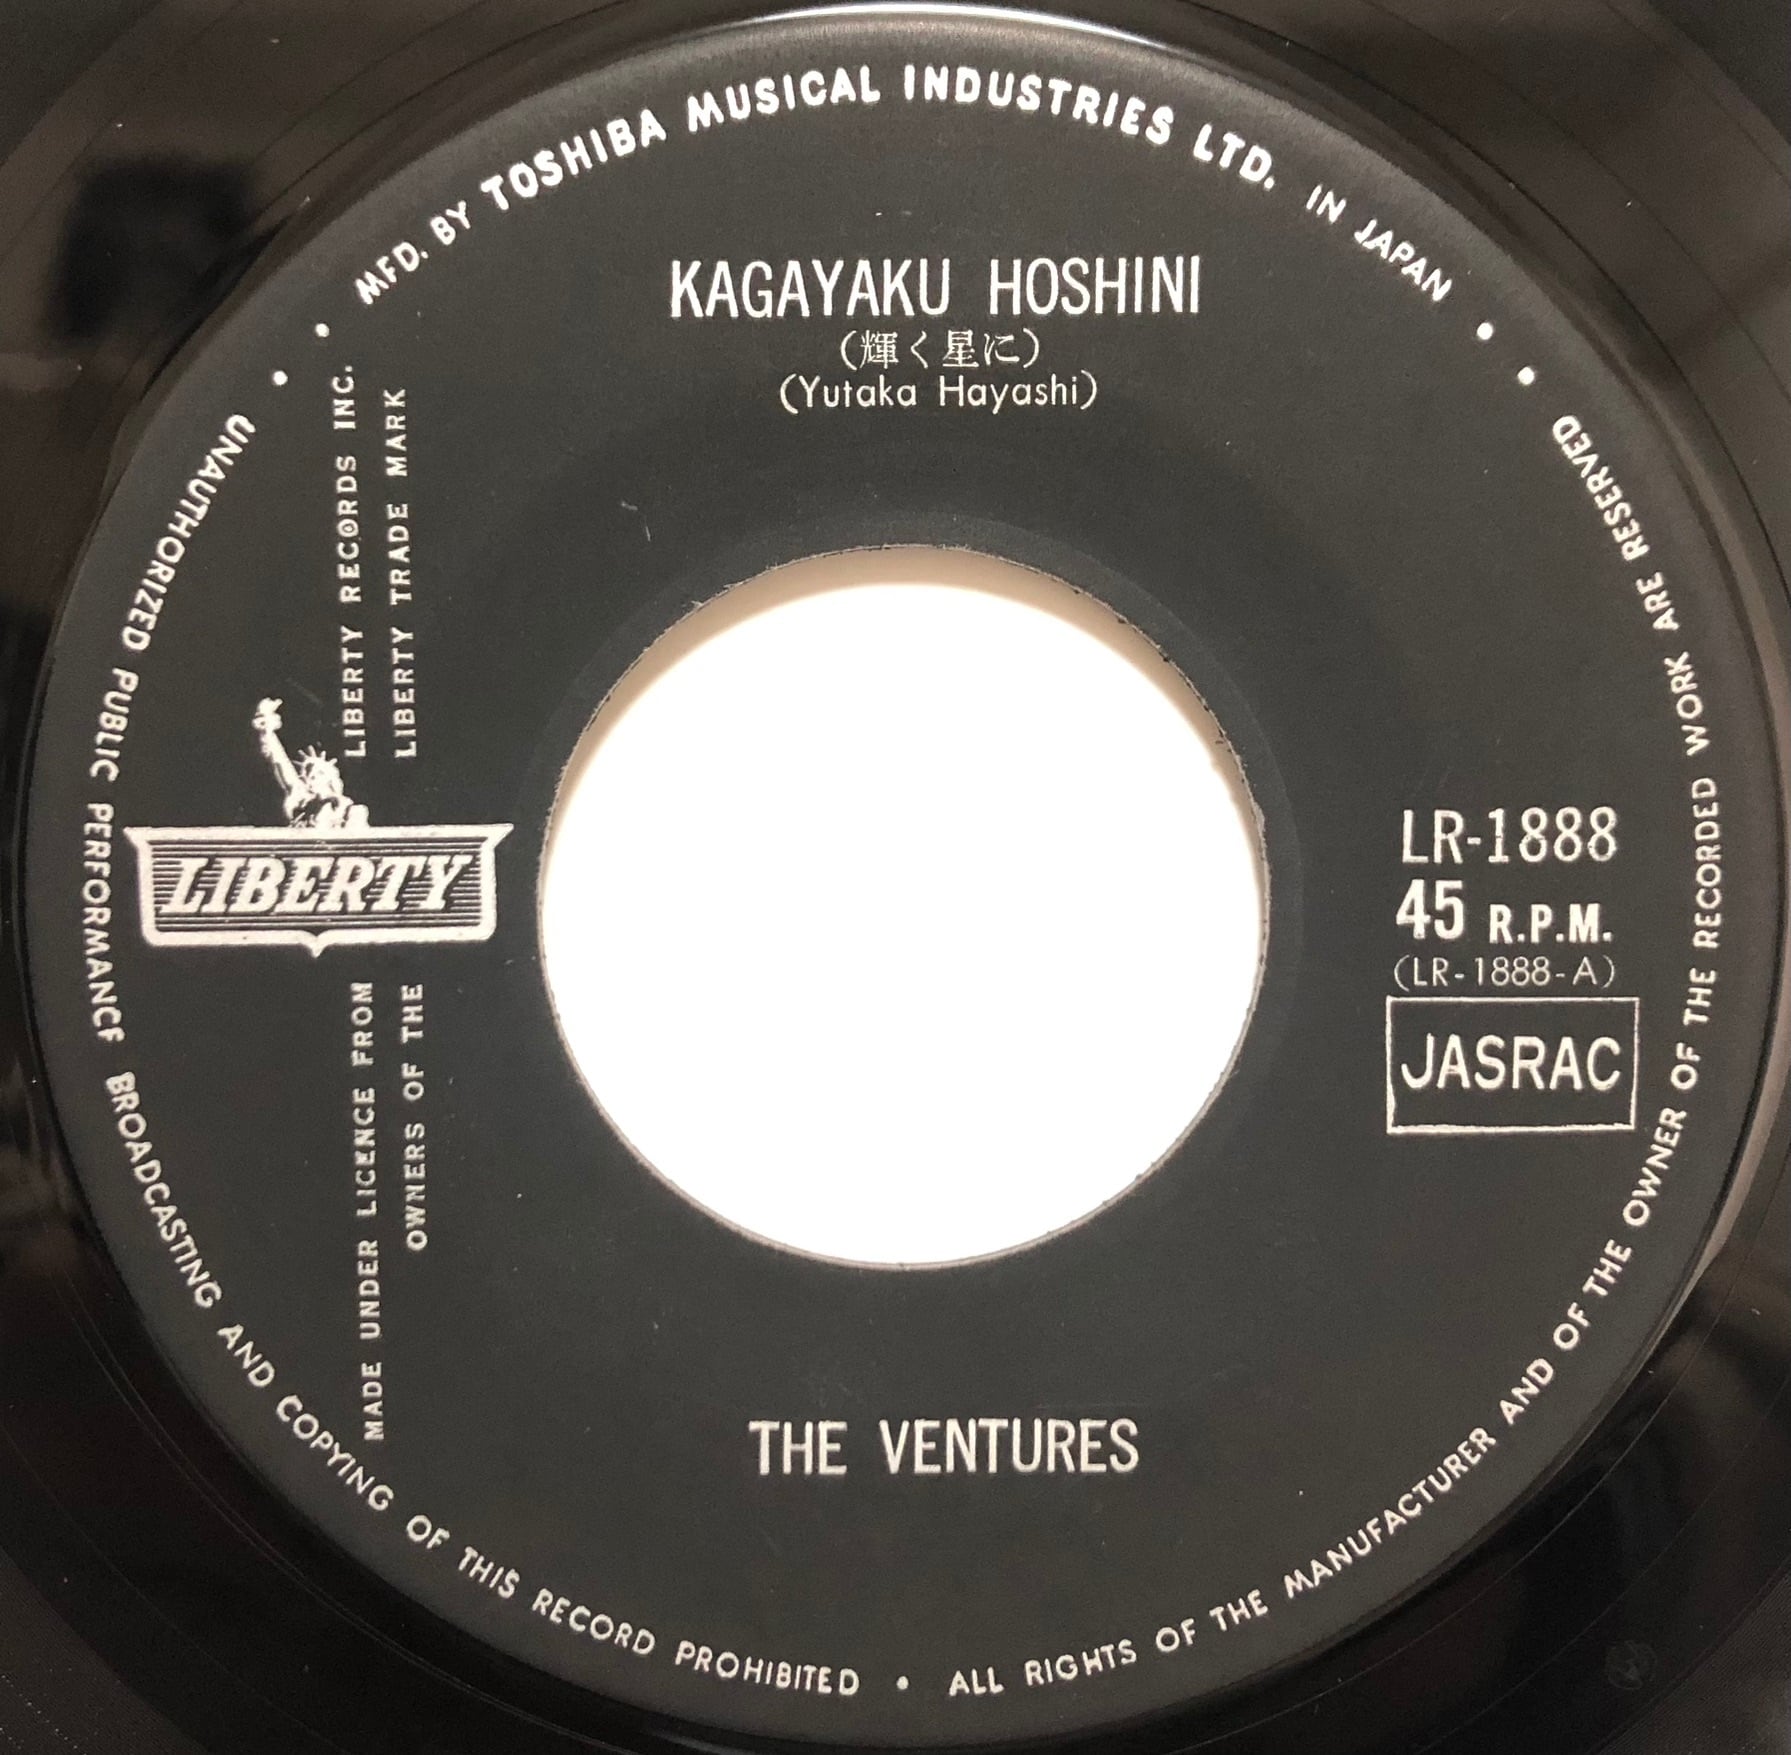 MFD. BY TOSHIBA MUSICAL INDUSTRIES LTD. IN JAPAN
KAGAYAKU HOSHINI
(輝く星に)
(Yutaka Hayashi)
LIBERTY RECORDS INC.
LIBERTY TRADE MARK
LIBERTY
MADE UNDER LICENCE FROM
OWNERS OF THE
LR-1888
45 R.P.M.
(LR-1888-A)
JASRAC
THE VENTURES
UNAUTHORIZED PUBLIC PERFORMANCE BROADCASTING AND COPYING OF THIS RECORD PROHIBITED • ALL RIGHTS OF THE MANUFACTURER AND OF THE OWNER OF THE RECORDED WORK ARE RESERVED